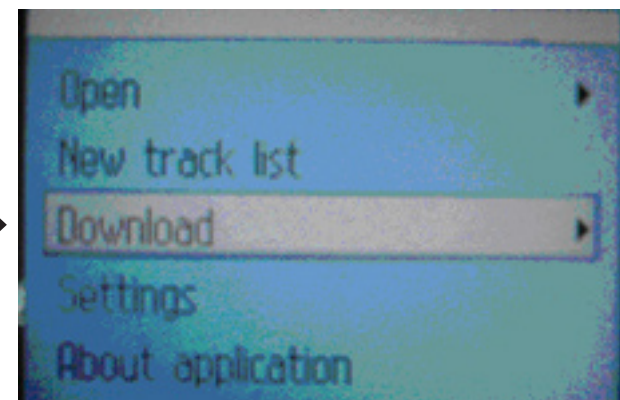 Open
New track list
Download
Settings
About application